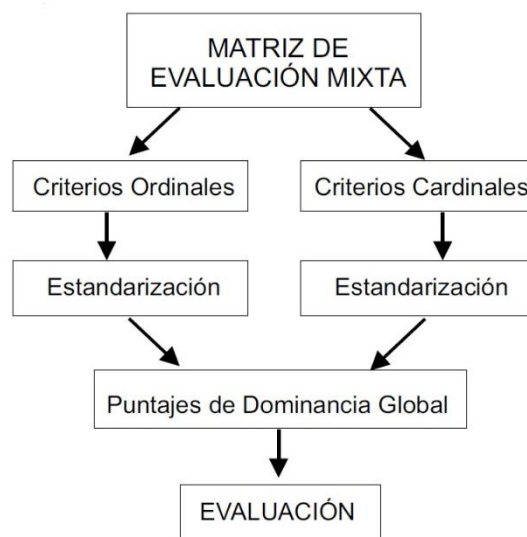 MATRIZ DE
EVALUACIÓN MIXTA
Criterios Ordinales
Criterios Cardinales
Estandarización
Estandarización
Puntajes de Dominancia Global
EVALUACIÓN